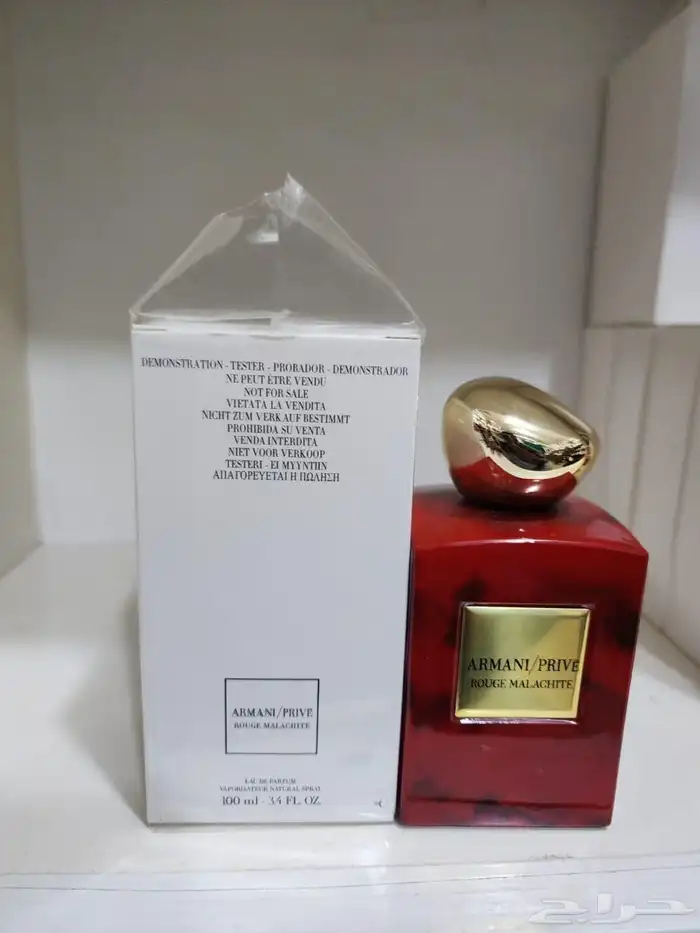 DEMONSTRATION - TESTER - PROBADOR - DEMONSTRADOR
NE PEUT ÊTRE VENDU
NOT FOR SALE
VIETATA LA VENDITA
NICHT ZUM VERKAUF BESTIMMT
PROHIBIDA SU VENTA
VENDA INTERDITA
NIET VOOR VERKOOP
TESTERI - EI MYYNTIIN
ΑΠΑΓΟΡΕΥΕΤΑΙ Η ΠΩΛΗΣΗ
ARMANI/PRIVE
ROUGE MALACHITE
EAU DE PARFUM
VAPORISATEUR NATURAL SPRAY
100 ml - 3.4 FL. OZ.
ARMANI/PRIVE
ROUGE MALACHITE
حراج